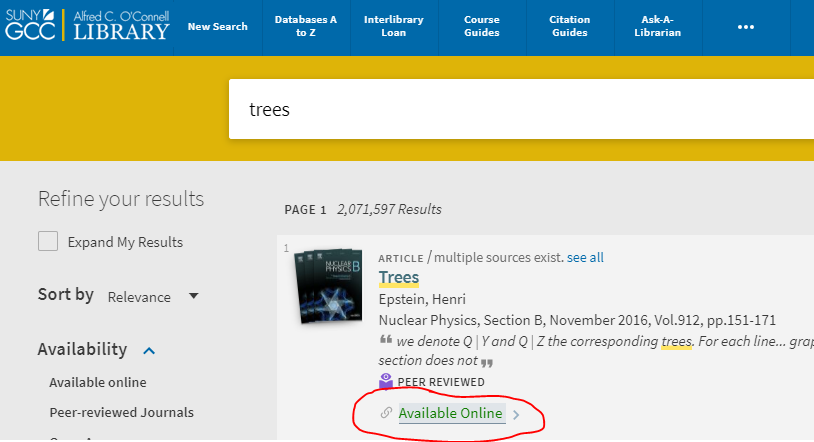 SUNY GCC
Alfred C. O'Connell LIBRARY
New Search
Databases A to Z
Interlibrary Loan
Course Guides
Citation Guides
Ask-A-Librarian
•••
trees
Refine your results
Expand My Results
Sort by Relevance
Availability
Available online
Peer-reviewed Journals
PAGE 1 2,071,597 Results
1
NUCLEAR PHYSICS B
ARTICLE / multiple sources exist. see all
Trees
Epstein, Henri
Nuclear Physics, Section B, November 2016, Vol.912, pp.151-171
❝ we denote Q | Y and Q | Z the corresponding trees. For each line... grap
section does not ❞
PEER REVIEWED
Available Online